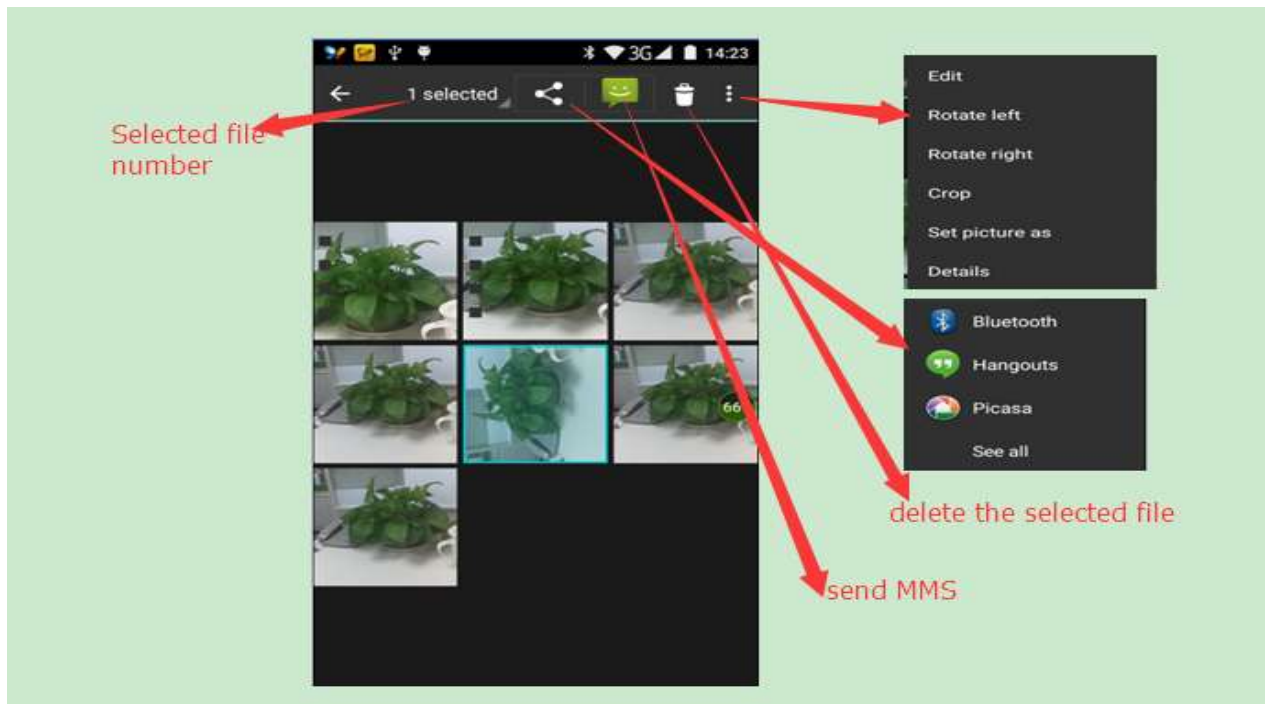 3G 14:23
1 selected
Selected file
number
66
Edit
Rotate left
Rotate right
Crop
Set picture as
Details
Bluetooth
Hangouts
Picasa
See all
delete the selected file
send MMS